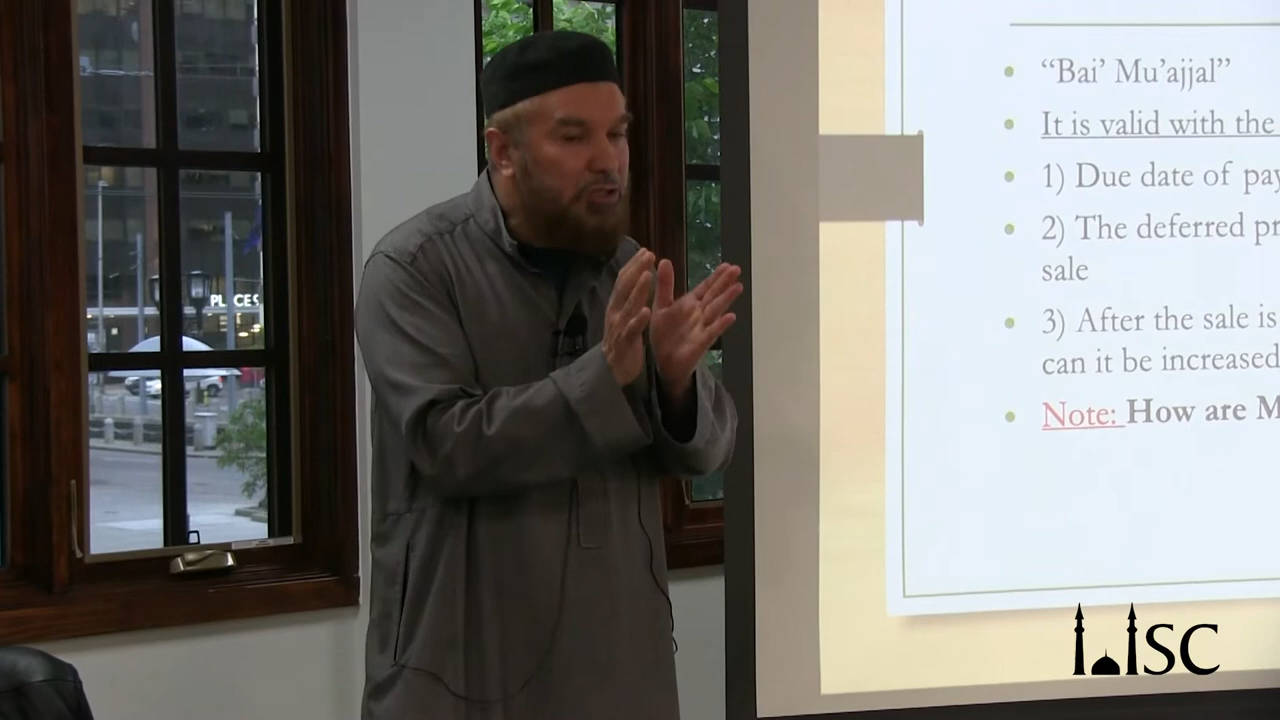 “Bai’ Mu’ajjal”
It is valid with the
1) Due date of pay
2) The deferred pr
sale
3) After the sale is
can it be increased
Note: How are M
PLACES
ISC